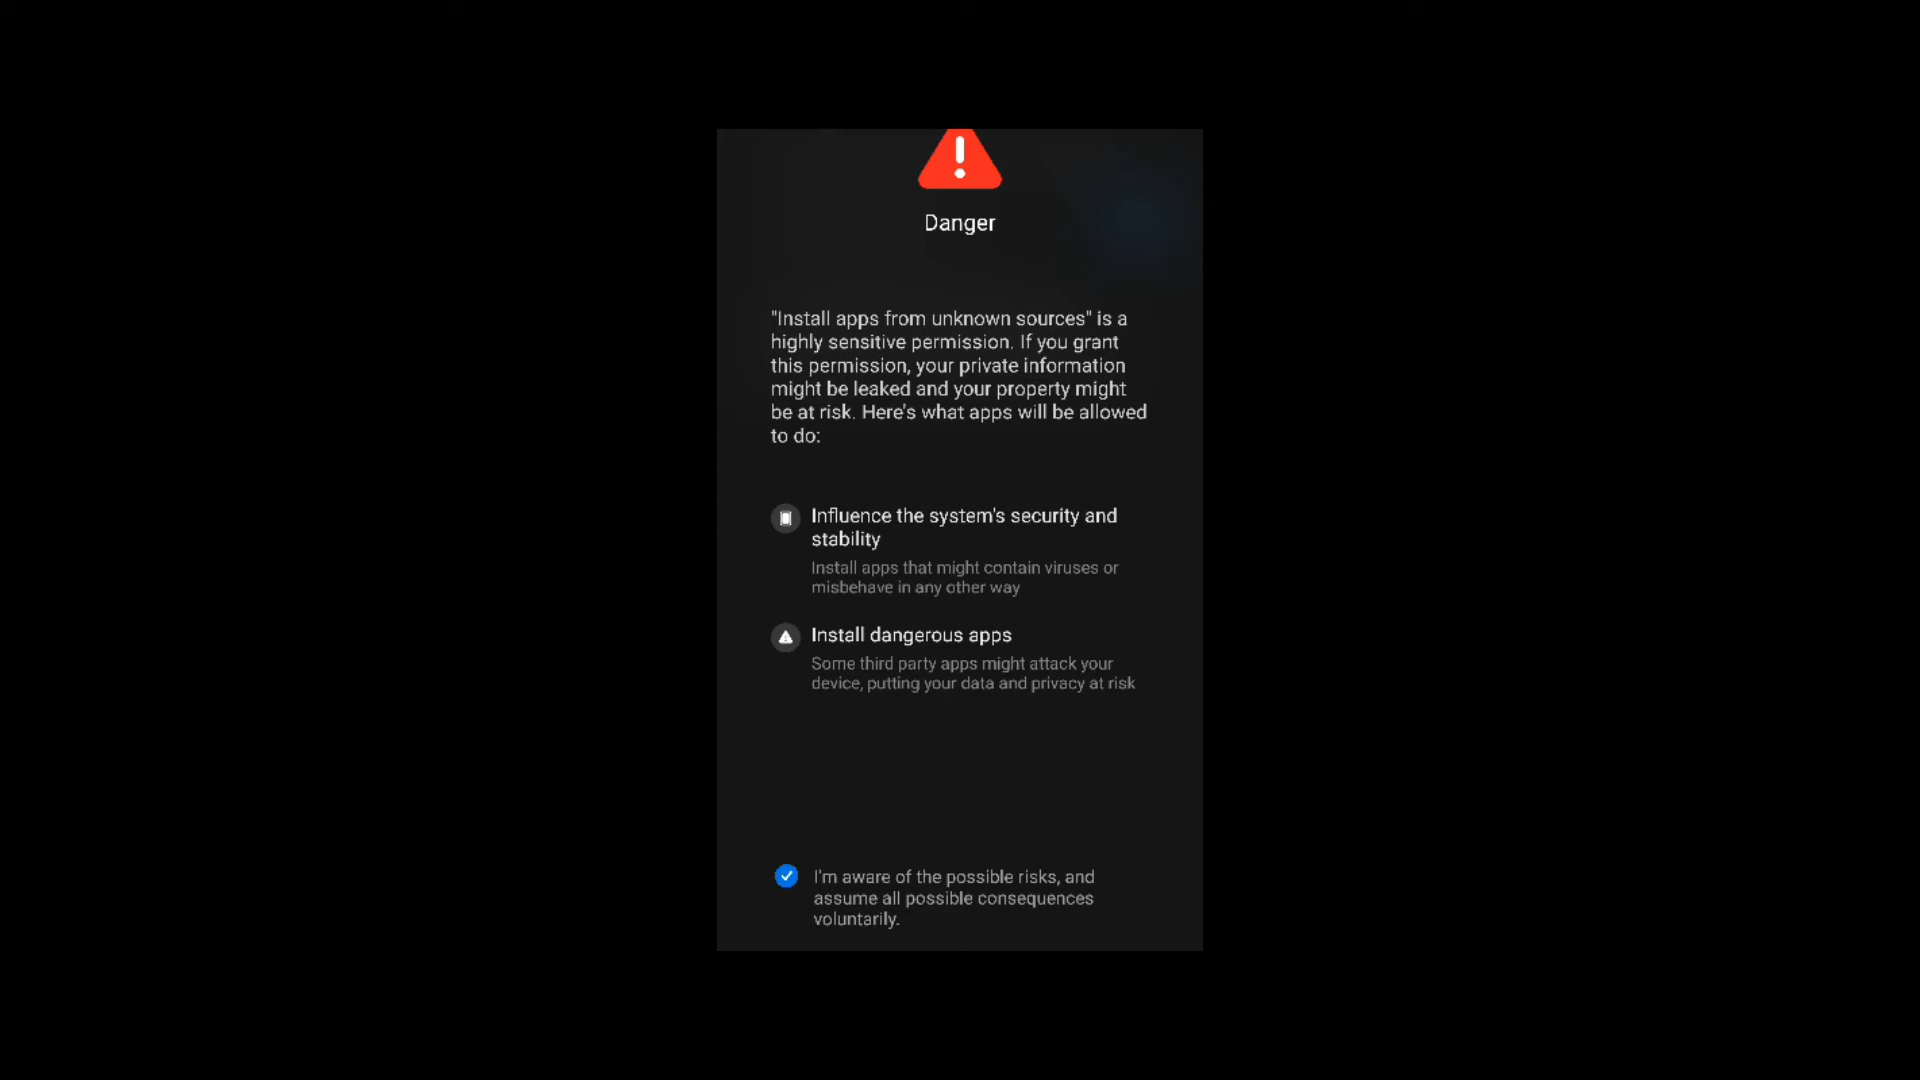 Danger
"Install apps from unknown sources" is a
highly sensitive permission. If you grant
this permission, your private information
might be leaked and your property might
be at risk. Here's what apps will be allowed
to do:
Influence the system's security and
stability
Install apps that might contain viruses or
misbehave in any other way
Install dangerous apps
Some third party apps might attack your
device, putting your data and privacy at risk
I'm aware of the possible risks, and
assume all possible consequences
voluntarily.